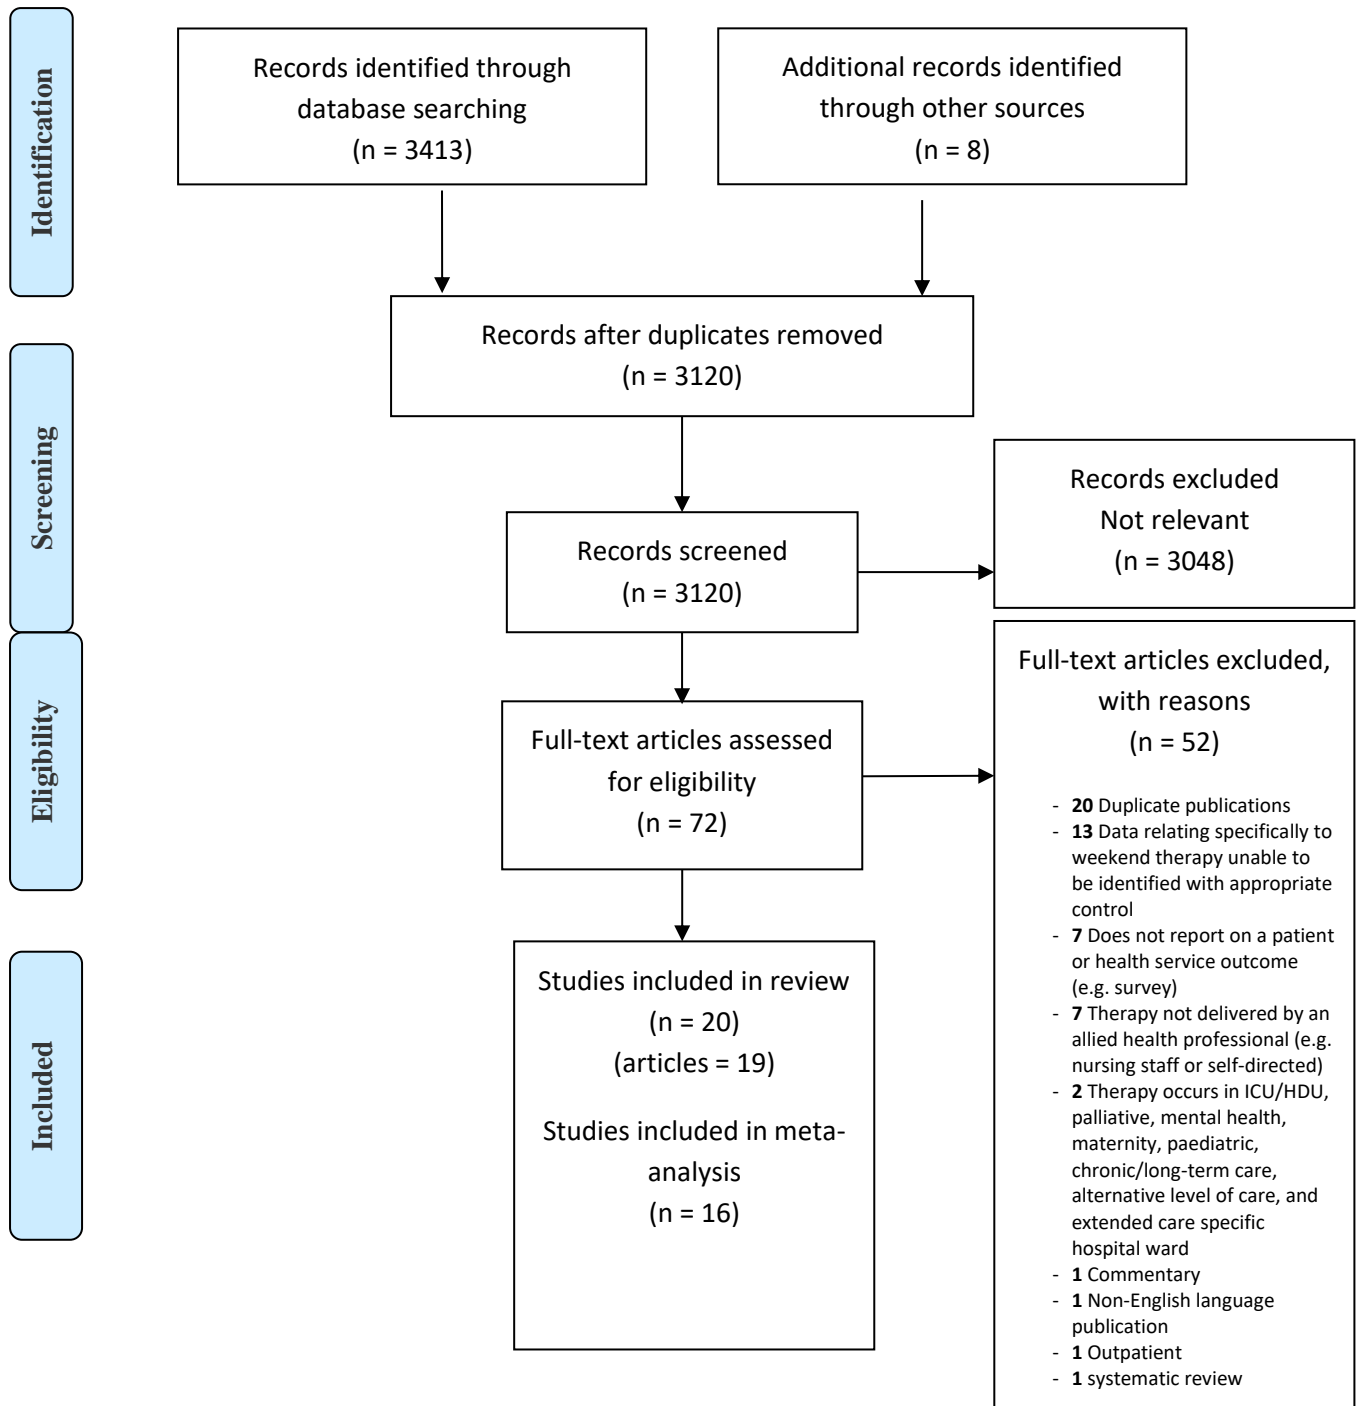 Identification
Records identified through
database searching
(n = 3413)
Additional records identified
through other sources
(n = 8)
Records after duplicates removed
(n = 3120)
Screening
Records screened
(n = 3120)
Records excluded
Not relevant
(n = 3048)
Eligibility
Full-text articles assessed
for eligibility
(n = 72)
Full-text articles excluded,
with reasons
(n = 52)
- 20 Duplicate publications
- 13 Data relating specifically to
weekend therapy unable to
be identified with appropriate
control
- 7 Does not report on a patient
or health service outcome
(e.g. survey)
- 7 Therapy not delivered by an
allied health professional (e.g.
nursing staff or self-directed)
- 2 Therapy occurs in ICU/HDU,
palliative, mental health,
maternity, paediatric,
chronic/long-term care,
alternative level of care, and
extended care specific
hospital ward
- 1 Commentary
- 1 Non-English language
publication
- 1 Outpatient
- 1 systematic review
Included
Studies included in review
(n = 20)
(articles = 19)
Studies included in meta-
analysis
(n = 16)